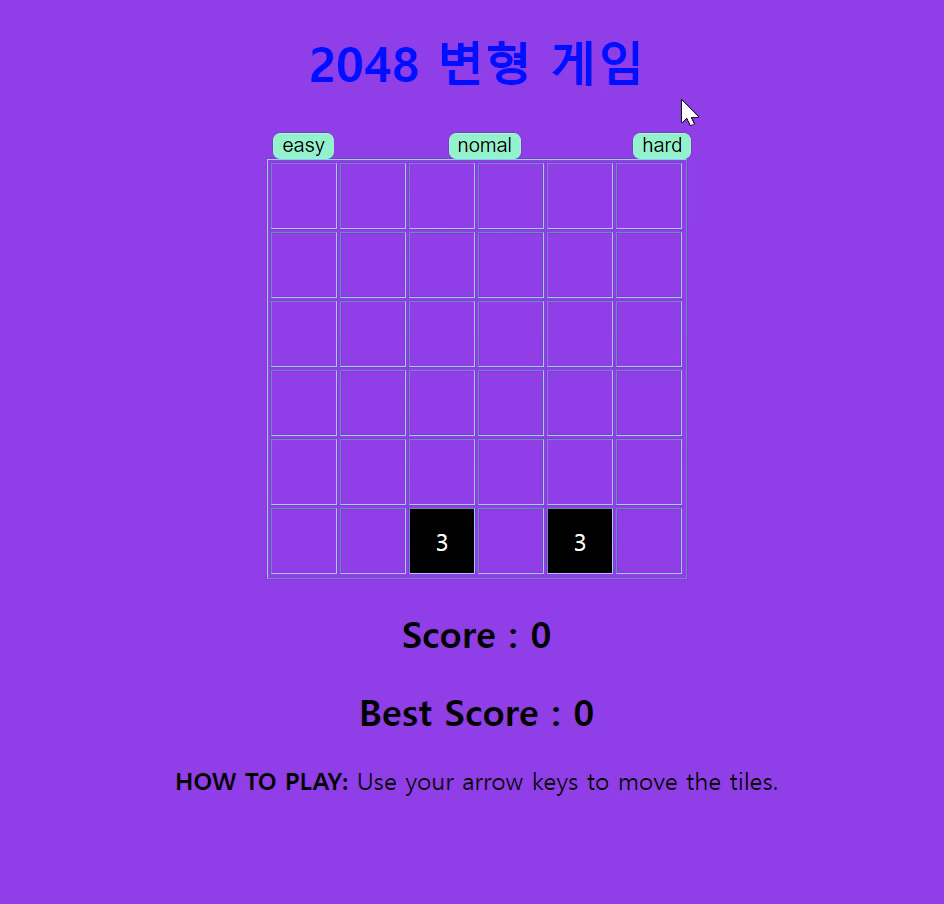 2048 변형 게임
easy nomal hard
3 3
Score : 0
Best Score : 0
HOW TO PLAY: Use your arrow keys to move the tiles.